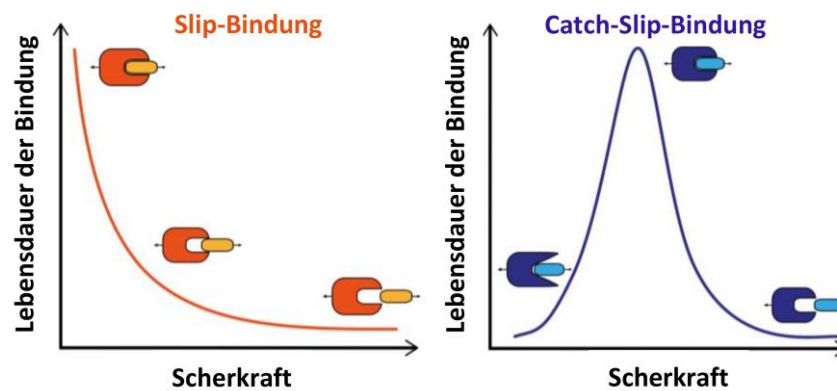 Slip-Bindung
Lebensdauer der Bindung
Scherkraft
Catch-Slip-Bindung
Lebensdauer der Bindung
Scherkraft